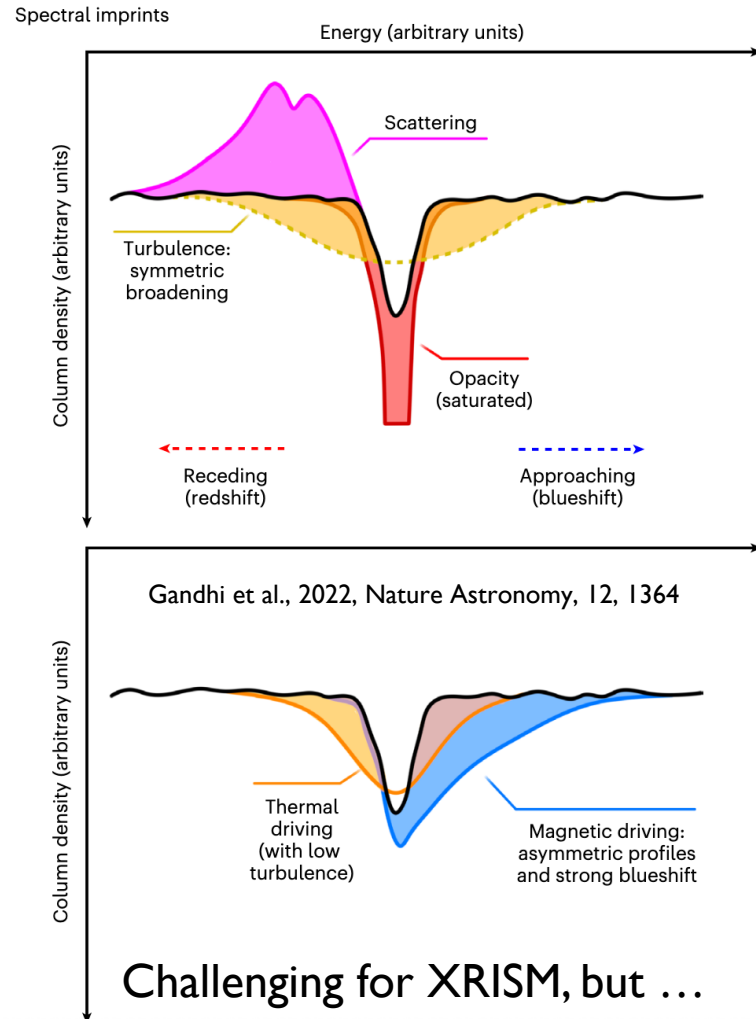 Spectral imprints
Energy (arbitrary units)
Column density (arbitrary units)
Scattering
Turbulence:
symmetric
broadening
Opacity
(saturated)
Receding
(redshift)
Approaching
(blueshift)
Gandhi et al., 2022, Nature Astronomy, 12, 1364
Column density (arbitrary units)
Thermal
driving
(with low
turbulence)
Magnetic driving:
asymmetric profiles
and strong blueshift
Challenging for XRISM, but …